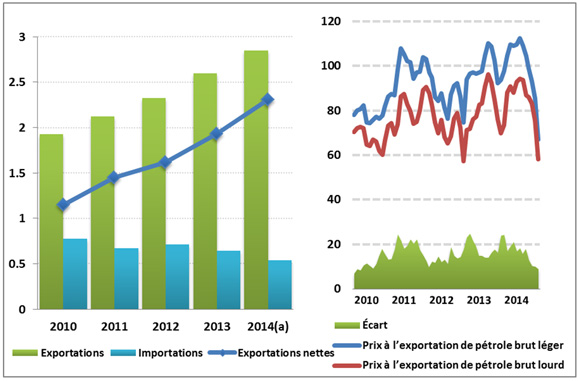 3
2.5
2
1.5
1
0.5
0
2010 2011 2012 2013 2014(a)
Exportations Importations Exportations nettes
120
100
80
60
40
20
0
2010 2011 2012 2013 2014
Écart
Prix à l’exportation de pétrole brut léger
Prix à l’exportation de pétrole brut lourd